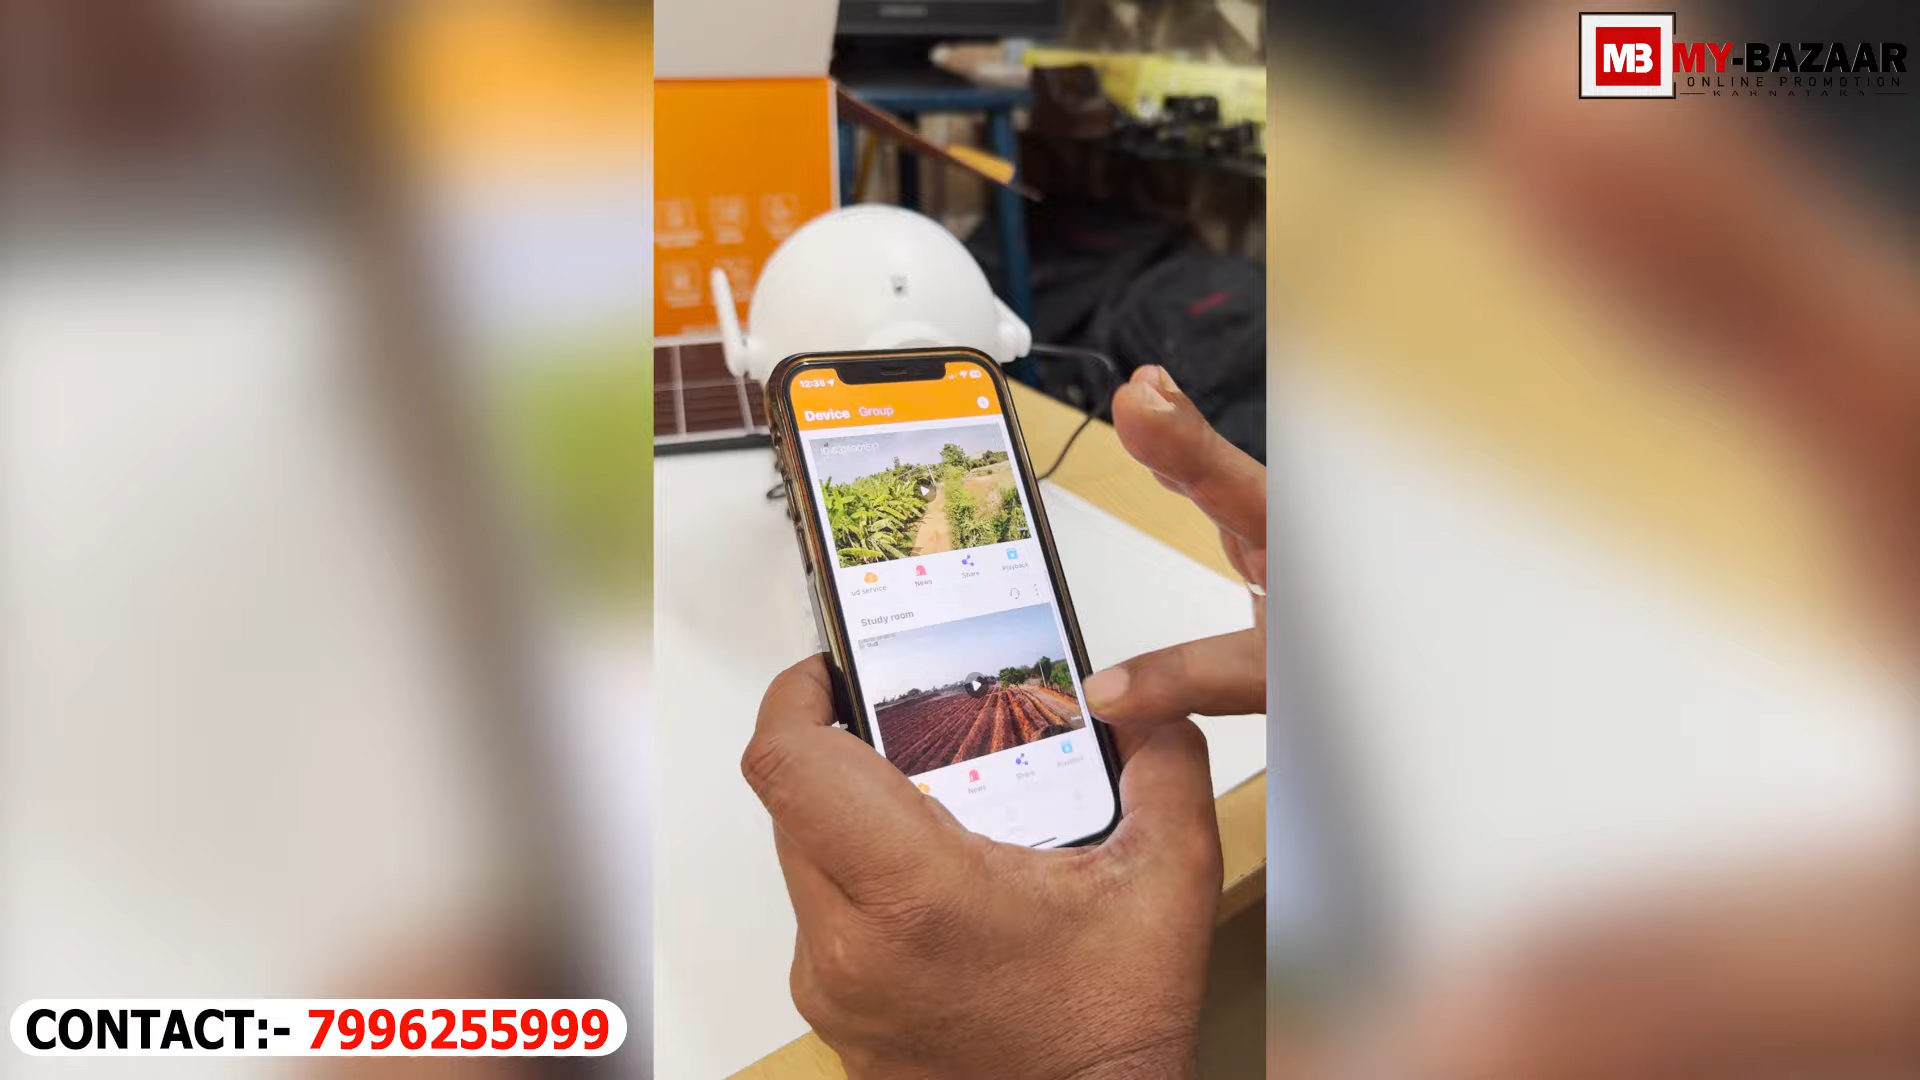 MB MY-BAZAAR
ONLINE PROMOTION
KARNATAKA
12:35
Device Group
News
Share
Playback
service
Study room
News
Share
Playback
CONTACT:- 7996255999